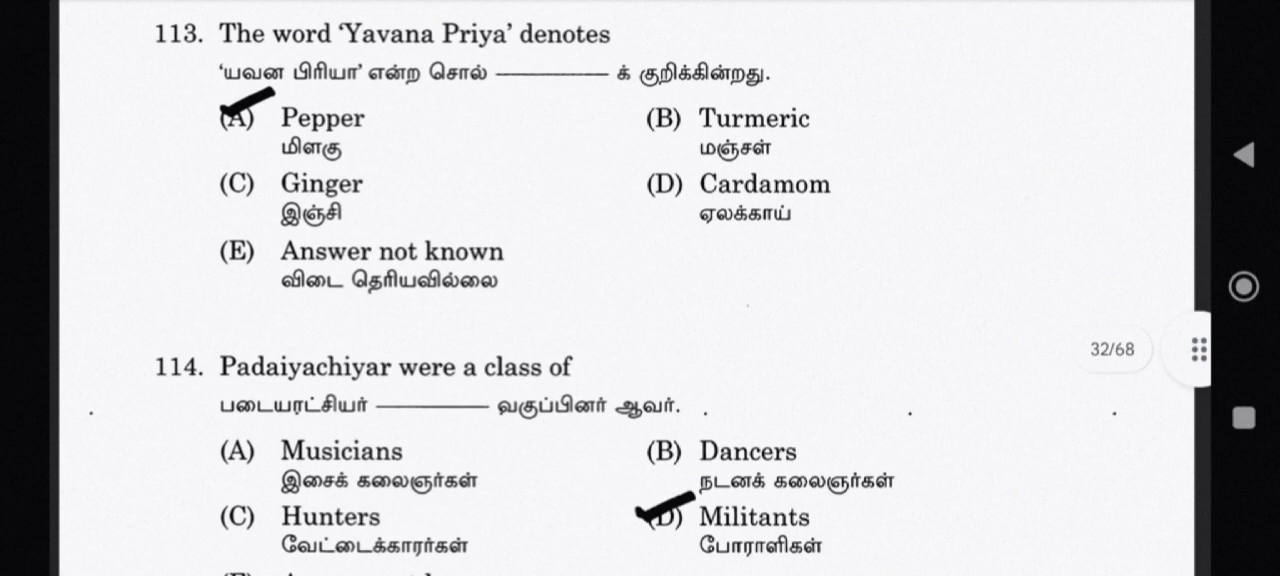 113. The word ‘Yavana Priya’ denotes
‘யவன பிரியா’ என்ற சொல் ———— க் குறிக்கின்றது.
(A) Pepper (B) Turmeric
மிளகு மஞ்சள்
(C) Ginger (D) Cardamom
இஞ்சி ஏலக்காய்
(E) Answer not known
விடை தெரியவில்லை
32/68
114. Padaiyachiyar were a class of
படையாட்சியர் ———— வகுப்பினர் ஆவர்.
(A) Musicians (B) Dancers
இசைக் கலைஞர்கள் நடனக் கலைஞர்கள்
(C) Hunters (D) Militants
வேட்டைக்காரர்கள் போராளிகள்